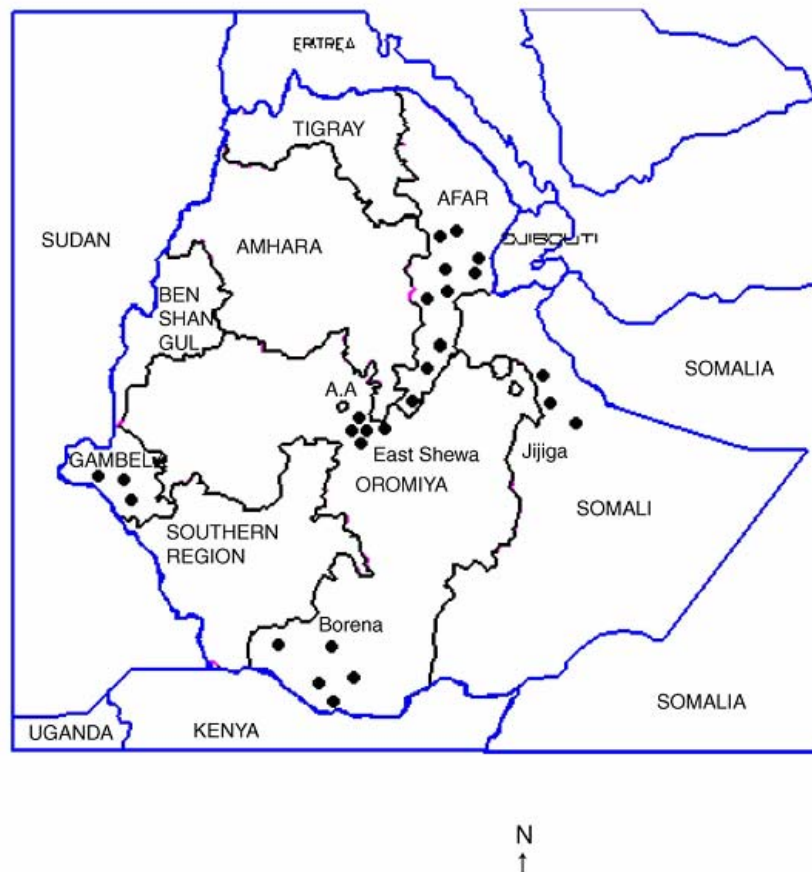 ERITREA
TIGRAY
AFAR
SUDAN
AMHARA
DJIBOUTI
BEN
SHAN
GUL
SOMALIA
A.A
East Shewa
Jijiga
GAMBELA
OROMIYA
SOMALI
SOUTHERN
REGION
Borena
SOMALIA
UGANDA
KENYA
N